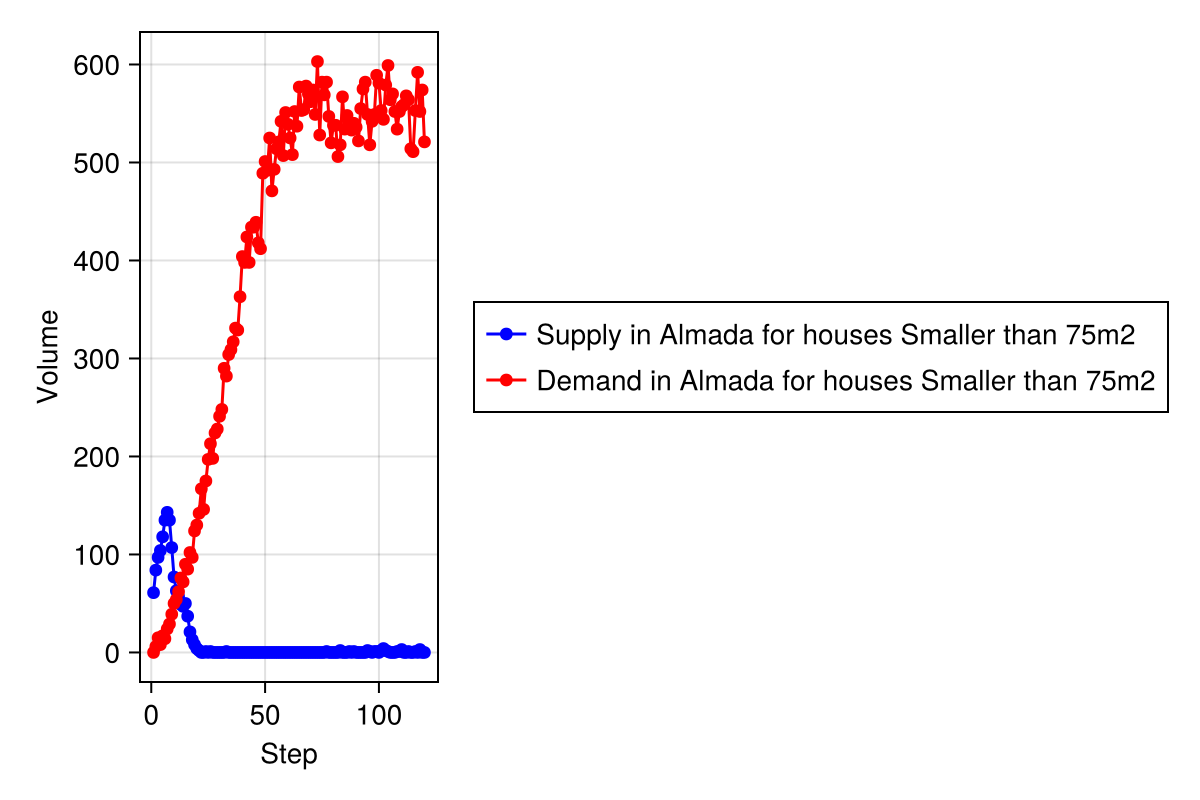 600
500
400
300
200
100
0
Volume
0 50 100
Step
Supply in Almada for houses Smaller than 75m2
Demand in Almada for houses Smaller than 75m2